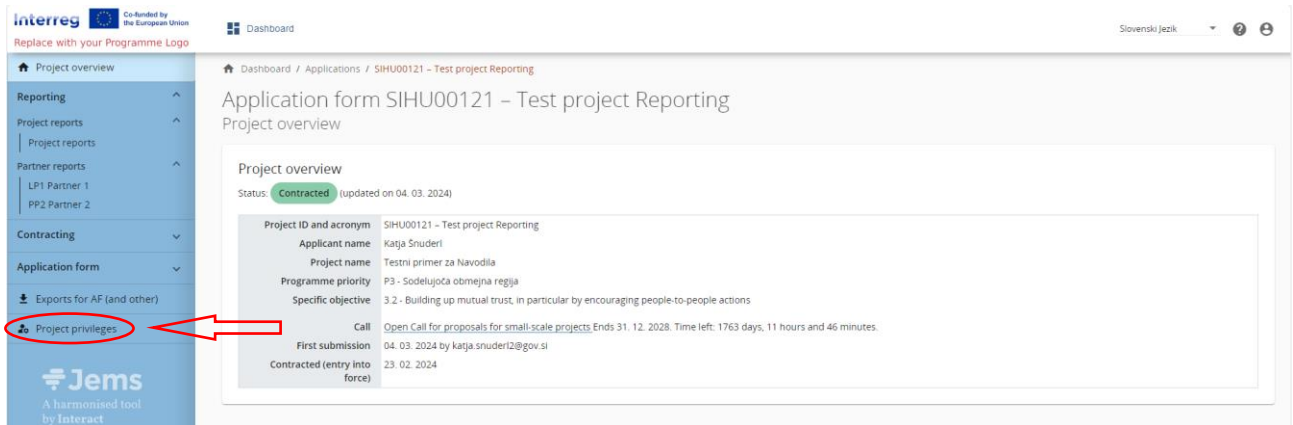 Interreg
Co-funded by
the European Union
Replace with your Programme Logo
Dashboard
Slovenski Jezik
Project overview
Reporting
Project reports
Project reports
Partner reports
LP1 Partner 1
PP2 Partner 2
Contracting
Application form
Exports for AF (and other)
Project privileges
Jems
A harmonised tool
by Interact
Dashboard / Applications / SIHU00121 – Test project Reporting
Application form SIHU00121 – Test project Reporting
Project overview
Project overview
Status: Contracted (updated on 04. 03. 2024)
Project ID and acronym SIHU00121 – Test project Reporting
Applicant name Katja Šnuderl
Project name Testni primer za Navodila
Programme priority P3 - Sodelujoča obmejna regija
Specific objective 3.2 - Building up mutual trust, in particular by encouraging people-to-people actions
Call Open Call for proposals for small-scale projects Ends 31. 12. 2028. Time left: 1763 days, 11 hours and 46 minutes.
First submission 04. 03. 2024 by katja.snuderl2@gov.si
Contracted (entry into 23. 02. 2024
force)